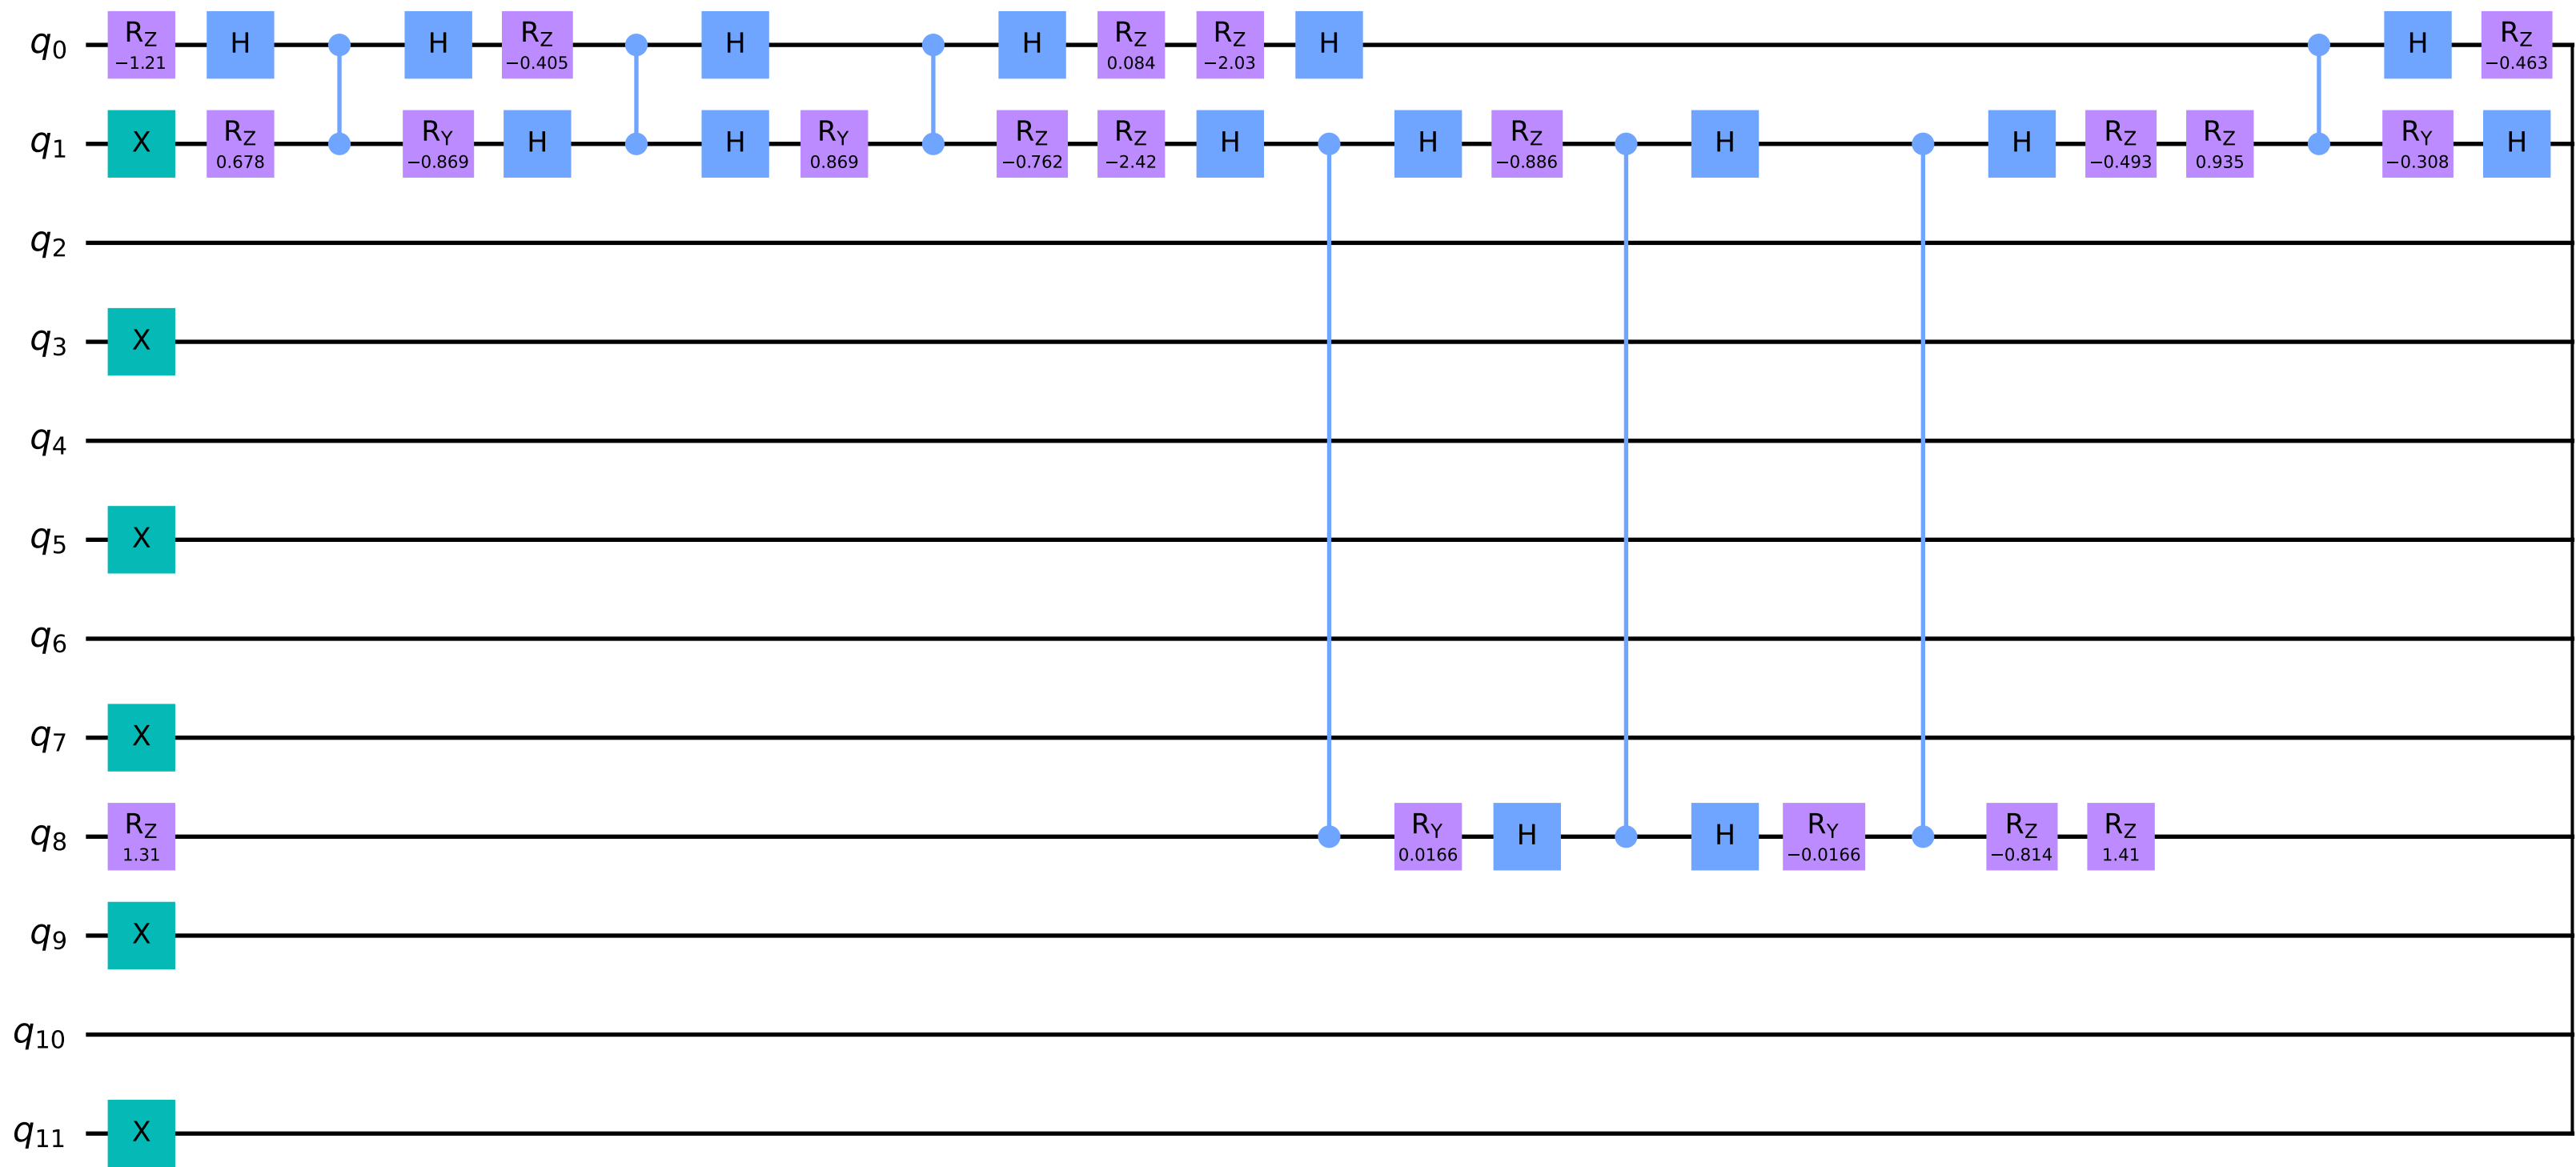 q0 RZ −1.21 H H RZ −0.405 H H RZ 0.084 RZ −2.03 H H RZ −0.463
q1 X RZ 0.678 RY −0.869 H H RY 0.869 RZ −0.762 RZ −2.42 H H RZ −0.886 H H RZ −0.493 RZ 0.935 RY −0.308 H
q2
q3 X
q4
q5 X
q6
q7 X
q8 RZ 1.31 RY 0.0166 H H RY −0.0166 RZ −0.814 RZ 1.41
q9 X
q10
q11 X